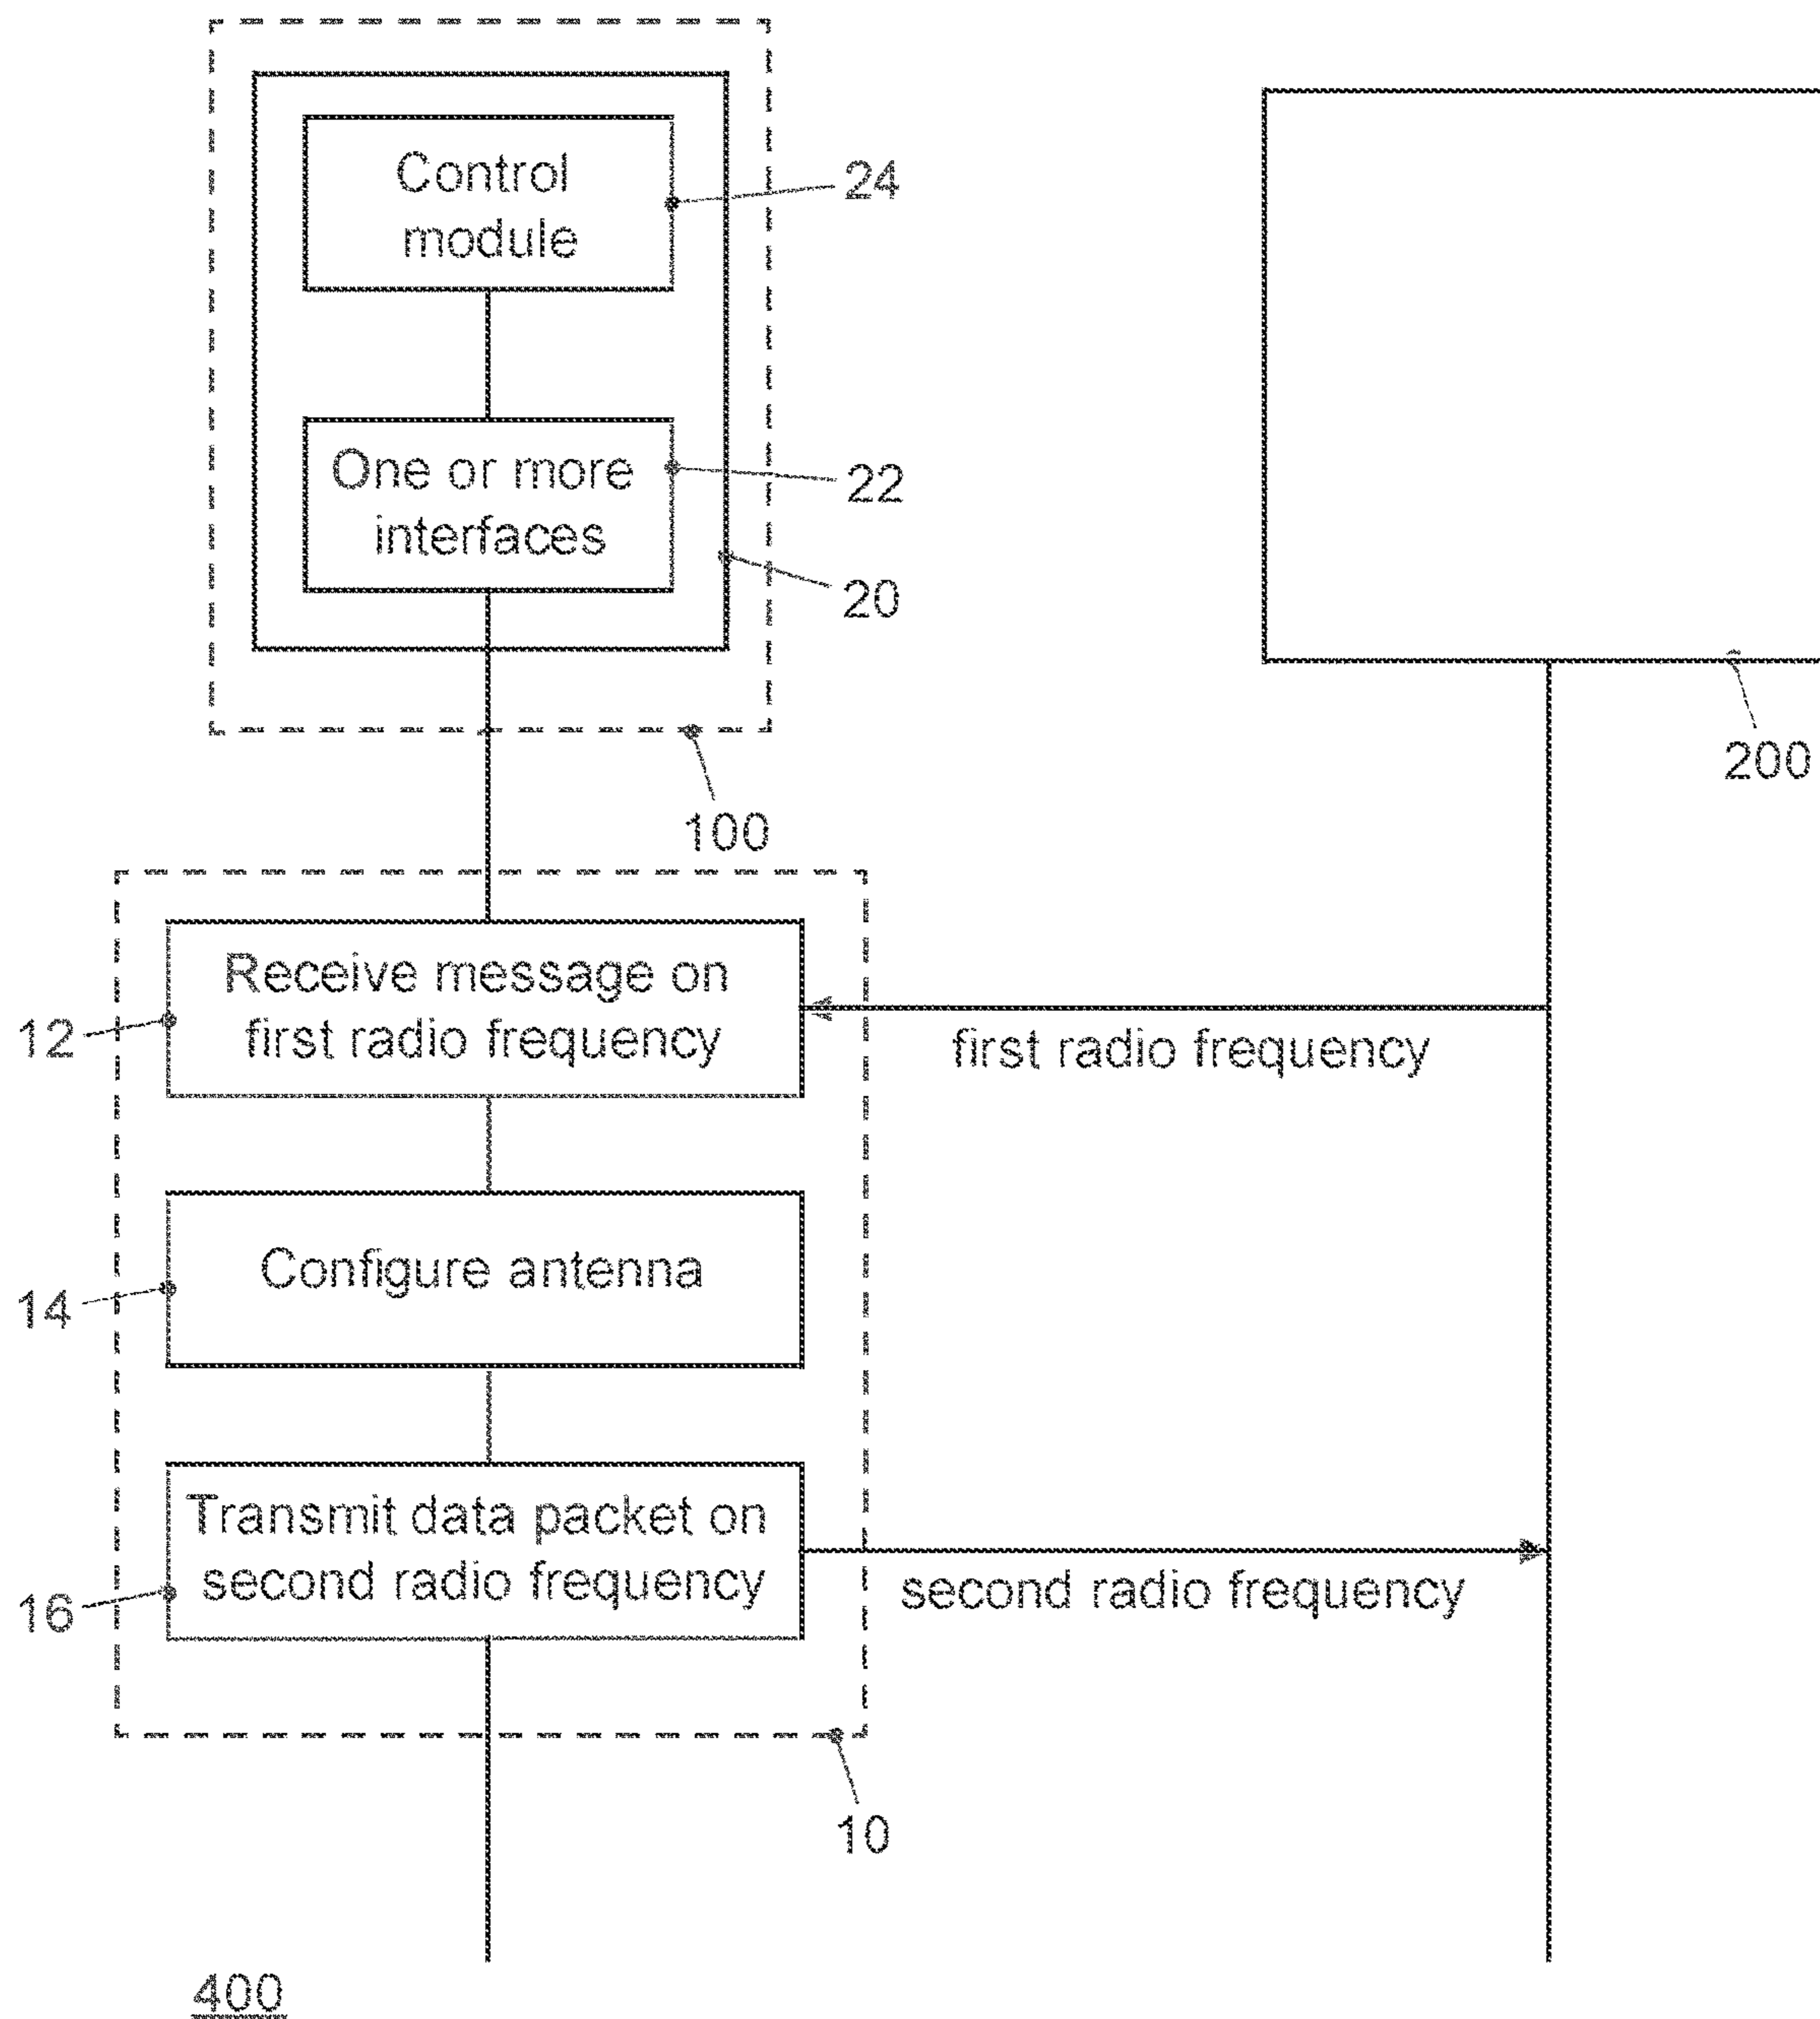 Control
module
24
One or more
interfaces
22
20
200
100
Receive message on
first radio frequency
12
first radio frequency
Configure antenna
14
Transmit data packet on
second radio frequency
16
second radio frequency
10
400